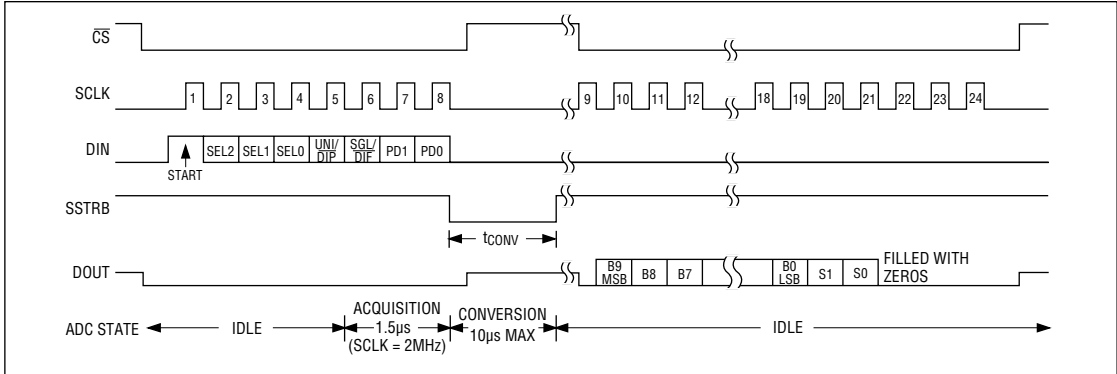 CS
SCLK 1 2 3 4 5 6 7 8 9 10 11 12 18 19 20 21 22 23 24
DIN SEL2 SEL1 SEL0 UNI/ DIP SGL/ DIF PD1 PD0
START
SSTRB
tCONV
DOUT B9 MSB B8 B7 B0 LSB S1 S0 FILLED WITH ZEROS
ADC STATE IDLE ACQUISITION 1.5µs (SCLK = 2MHz) CONVERSION 10µs MAX IDLE